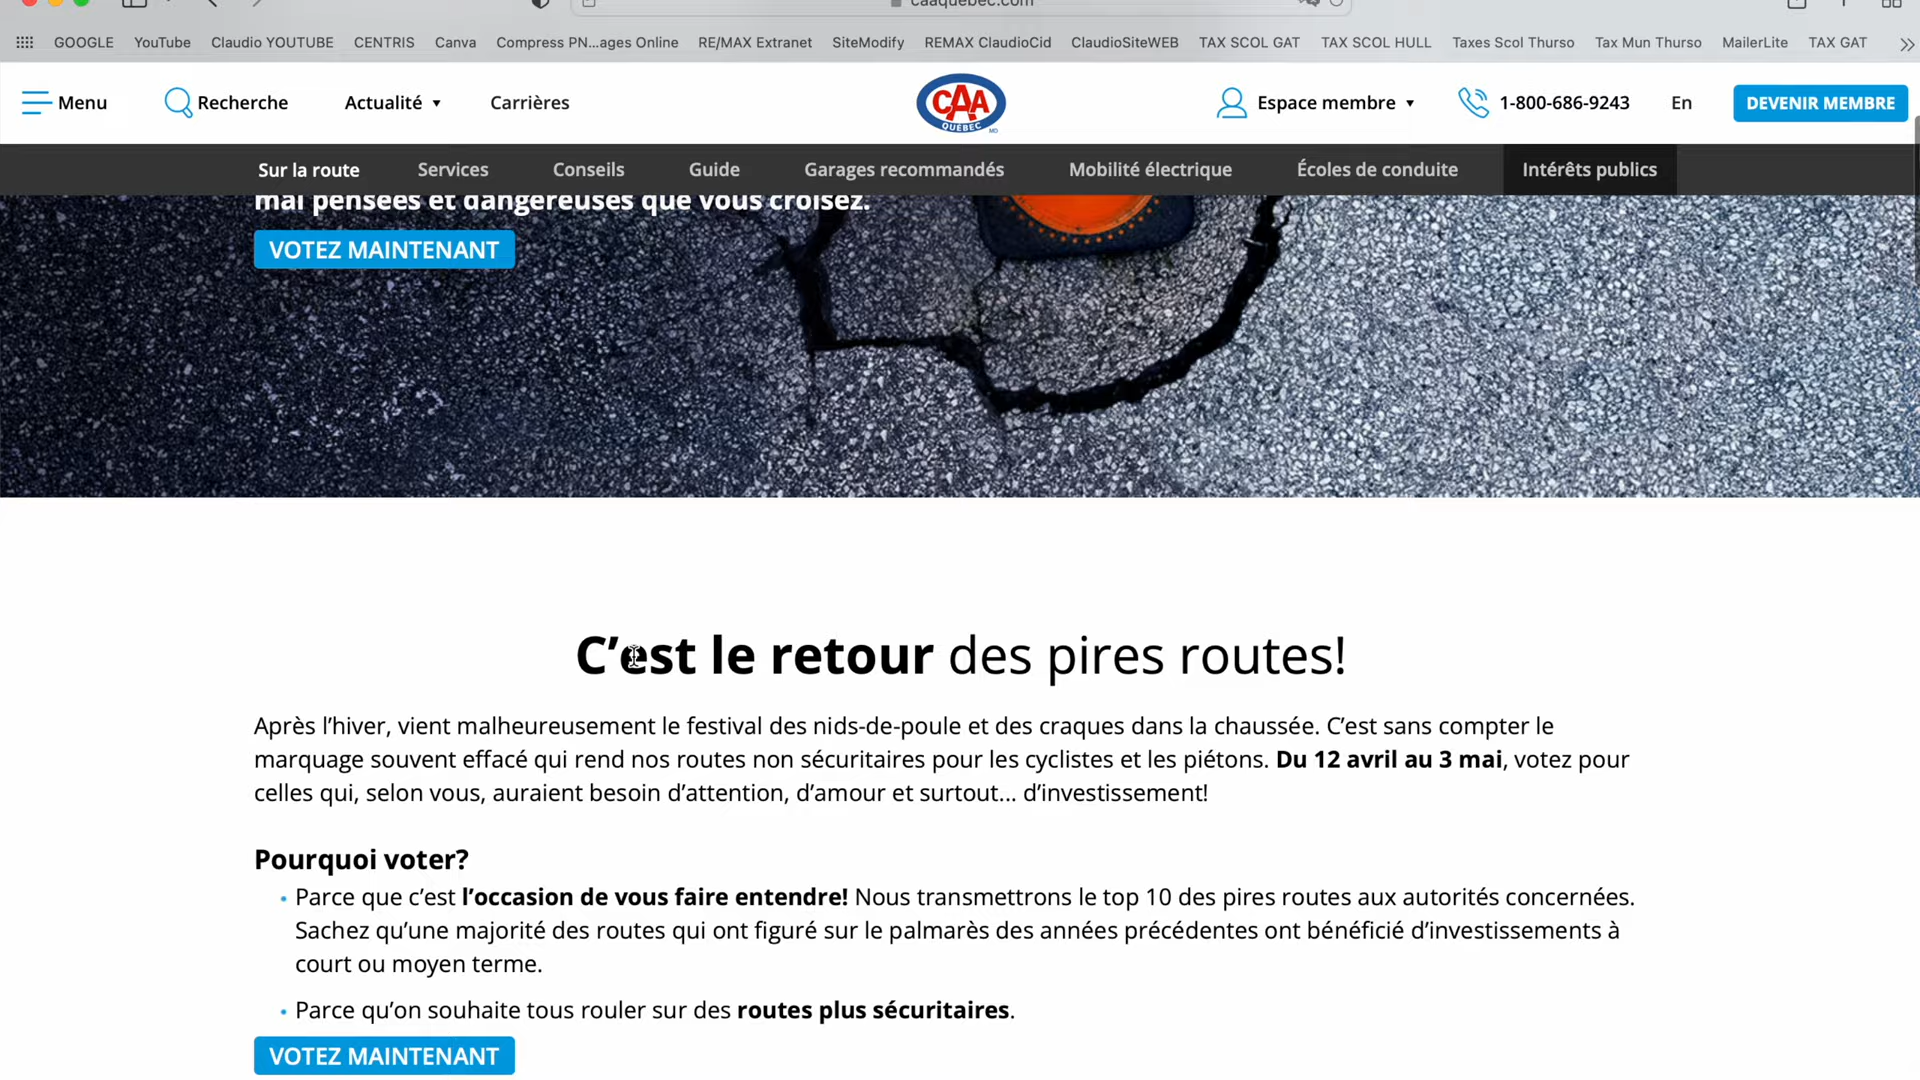 caaquebec.com
GOOGLE YouTube Claudio YOUTUBE CENTRIS Canva Compress PN...ages Online RE/MAX Extranet SiteModify REMAX ClaudioCid ClaudioSiteWEB TAX SCOL GAT TAX SCOL HULL Taxes Scol Thurso Tax Mun Thurso MailerLite TAX GAT
Menu Recherche Actualité Carrières CAA QUÉBEC MD Espace membre 1-800-686-9243 En DEVENIR MEMBRE
Sur la route Services Conseils Guide Garages recommandés Mobilité électrique Écoles de conduite Intérêts publics
mal pensées et dangereuses que vous croisez.
VOTEZ MAINTENANT
C’est le retour des pires routes!
Après l’hiver, vient malheureusement le festival des nids-de-poule et des craques dans la chaussée. C’est sans compter le
marquage souvent effacé qui rend nos routes non sécuritaires pour les cyclistes et les piétons. Du 12 avril au 3 mai, votez pour
celles qui, selon vous, auraient besoin d’attention, d’amour et surtout... d’investissement!
Pourquoi voter?
• Parce que c’est l’occasion de vous faire entendre! Nous transmettrons le top 10 des pires routes aux autorités concernées.
Sachez qu’une majorité des routes qui ont figuré sur le palmarès des années précédentes ont bénéficié d’investissements à
court ou moyen terme.
• Parce qu’on souhaite tous rouler sur des routes plus sécuritaires.
VOTEZ MAINTENANT